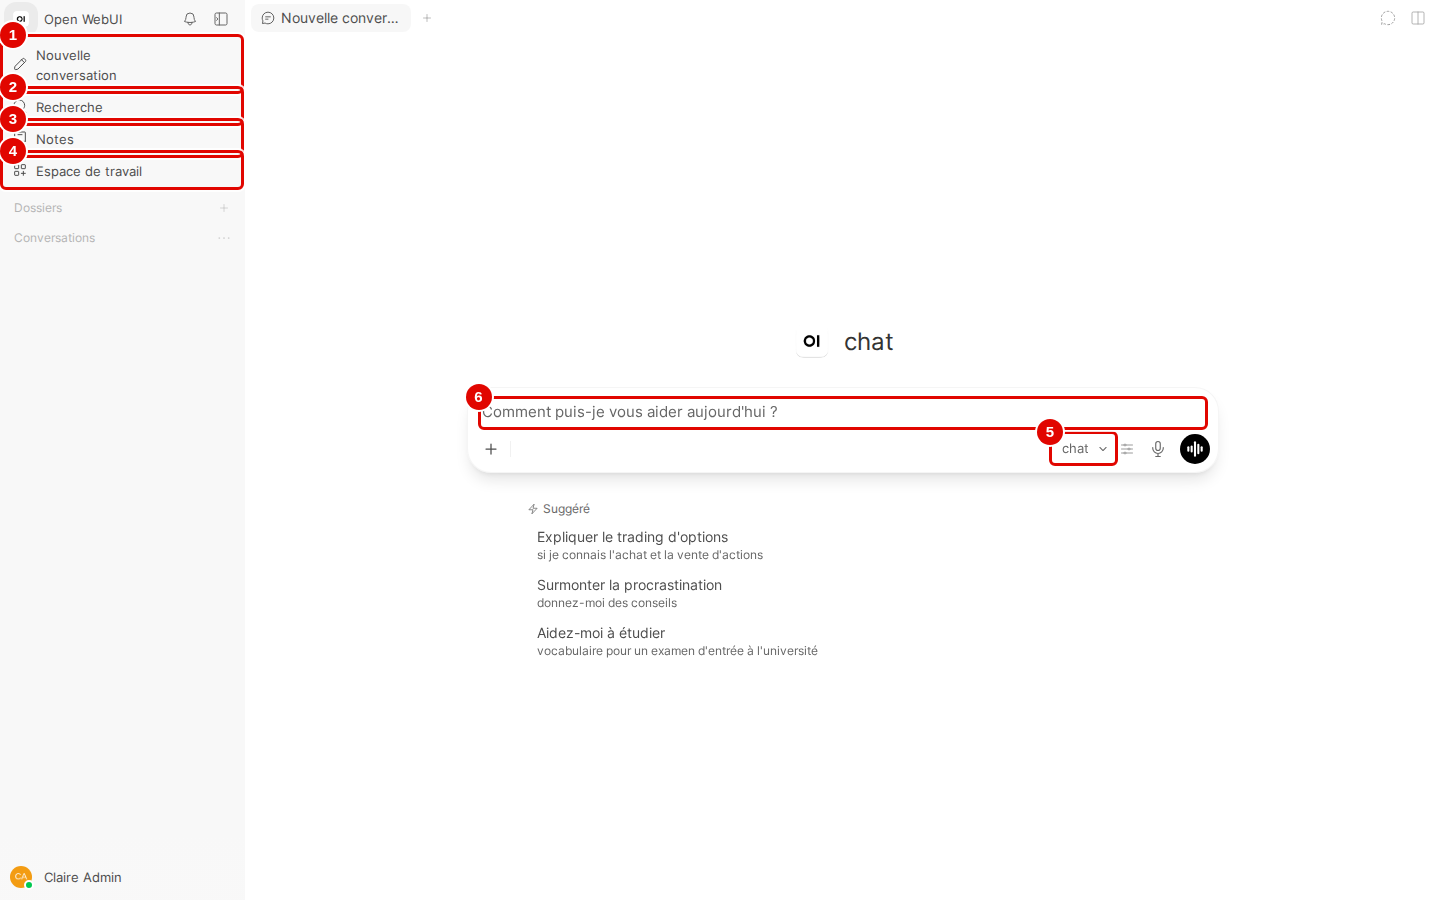 OI Open WebUI
Nouvelle conver...
1
Nouvelle
conversation
2
Recherche
3
Notes
4
Espace de travail
Dossiers
Conversations
OI chat
6
Comment puis-je vous aider aujourd'hui ?
5
chat
Suggéré
Expliquer le trading d'options
si je connais l'achat et la vente d'actions
Surmonter la procrastination
donnez-moi des conseils
Aidez-moi à étudier
vocabulaire pour un examen d'entrée à l'université
CA Claire Admin